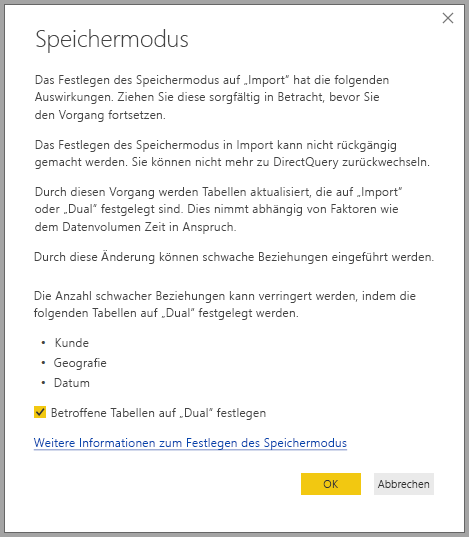 Speichermodus
Das Festlegen des Speichermodus auf „Import“ hat die folgenden
Auswirkungen. Ziehen Sie diese sorgfältig in Betracht, bevor Sie
den Vorgang fortsetzen.
Das Festlegen des Speichermodus in Import kann nicht rückgängig
gemacht werden. Sie können nicht mehr zu DirectQuery zurückwechseln.
Durch diesen Vorgang werden Tabellen aktualisiert, die auf „Import“
oder „Dual“ festgelegt sind. Dies nimmt abhängig von Faktoren wie
dem Datenvolumen Zeit in Anspruch.
Durch diese Änderung können schwache Beziehungen eingeführt werden.
Die Anzahl schwacher Beziehungen kann verringert werden, indem die
folgenden Tabellen auf „Dual“ festgelegt werden.
• Kunde
• Geografie
• Datum
Betroffene Tabellen auf „Dual“ festlegen
Weitere Informationen zum Festlegen des Speichermodus
OK Abbrechen